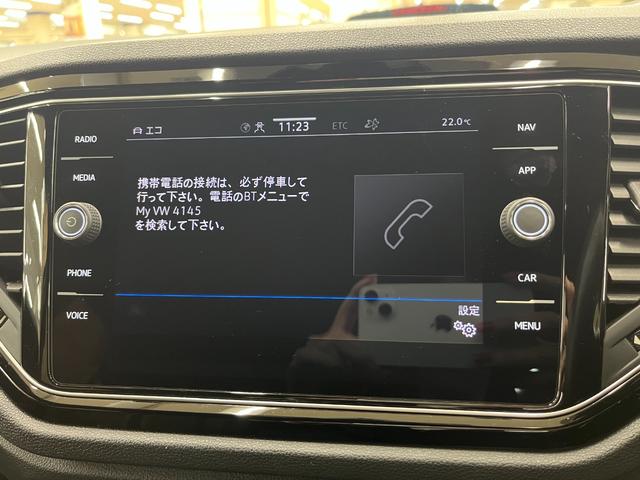 RADIO
MEDIA
PHONE
VOICE
エコ
11:23
ETC
22.0℃
携帯電話の接続は、必ず停車して
行って下さい。電話のBTメニューで
My VW 4145
を検索して下さい。
設定
NAV
APP
CAR
MENU